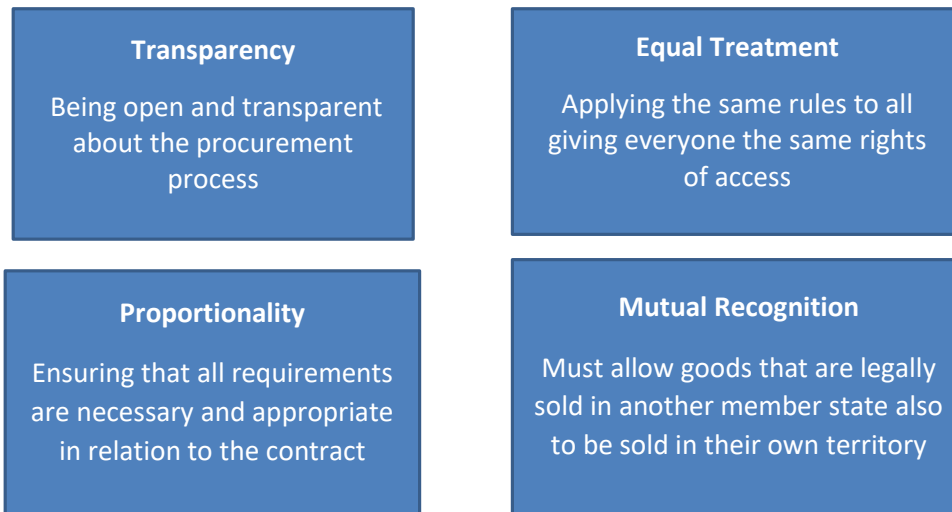 Transparency
Being open and transparent
about the procurement
process
Equal Treatment
Applying the same rules to all
giving everyone the same rights
of access
Proportionality
Ensuring that all requirements
are necessary and appropriate
in relation to the contract
Mutual Recognition
Must allow goods that are legally
sold in another member state also
to be sold in their own territory